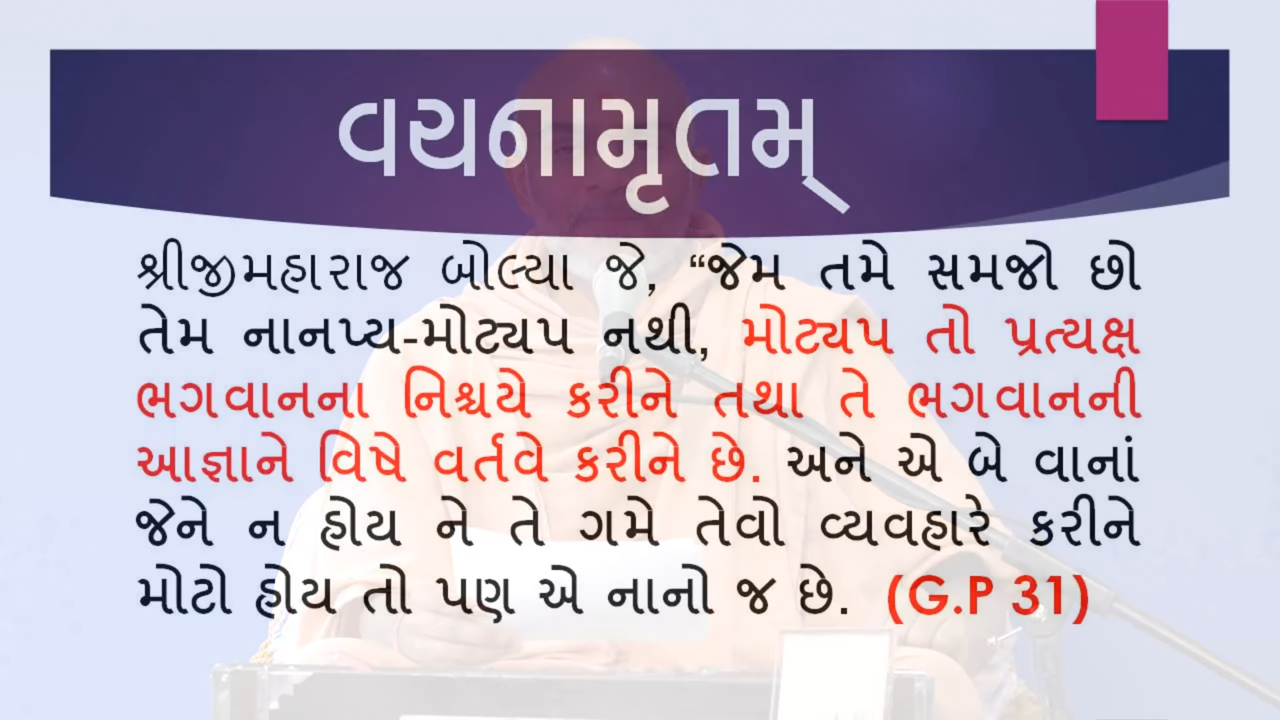 વચનામૃતમ્
શ્રીજીમહારાજ બોલ્યા જે, “જેમ તમે સમજો છો
તેમ નાનપ્ય-મોટ્યપ નથી, મોટ્યપ તો પ્રત્યક્ષ
ભગવાનના નિશ્ચયે કરીને તથા તે ભગવાનની
આજ્ઞાને વિષે વર્તવે કરીને છે. અને એ બે વાનાં
જેને ન હોય ને તે ગમે તેવો વ્યવહારે કરીને
મોટો હોય તો પણ એ નાનો જ છે. (G.P 31)